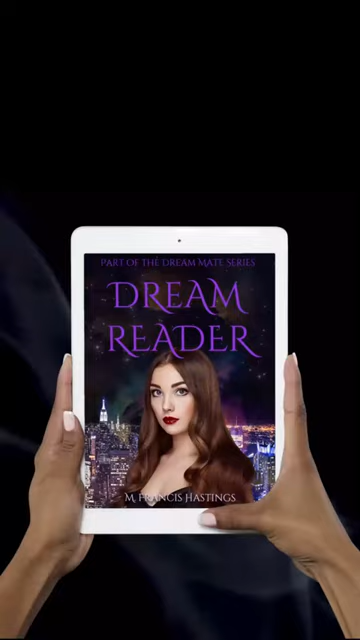 Part of the Dream Mate Series
DREAM
READER
M. Francis Hastings